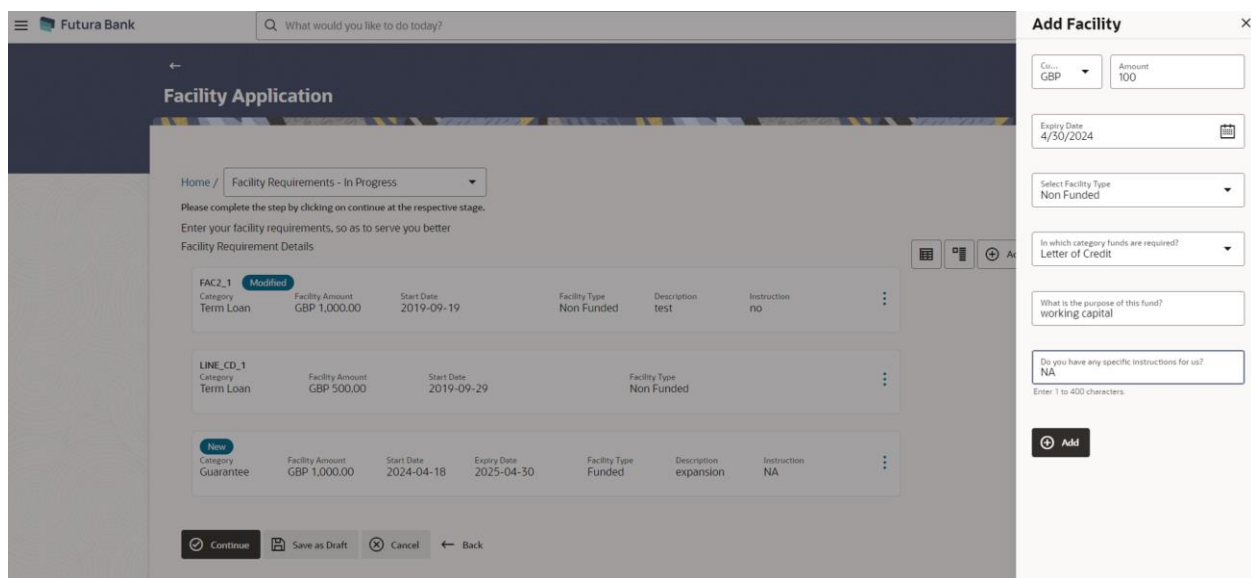 Futura Bank
What would you like to do today?
Facility Application
Home / Facility Requirements - In Progress
Please complete the step by clicking on continue at the respective stage.
Enter your facility requirements, so as to serve you better
Facility Requirement Details
FAC2_1 Modified
Category Facility Amount Start Date Facility Type Description Instruction
Term Loan GBP 1,000.00 2019-09-19 Non Funded test no
LINE_CD_1
Category Facility Amount Start Date Facility Type
Term Loan GBP 500.00 2019-09-29 Non Funded
New
Category Facility Amount Start Date Expiry Date Facility Type Description Instruction
Guarantee GBP 1,000.00 2024-04-18 2025-04-30 Funded expansion NA
Continue Save as Draft Cancel Back
Add Facility
Cu... Amount
GBP 100
Expiry Date
4/30/2024
Select Facility Type
Non Funded
In which category funds are required?
Letter of Credit
What is the purpose of this fund?
working capital
Do you have any specific instructions for us?
NA
Enter 1 to 400 characters.
Add